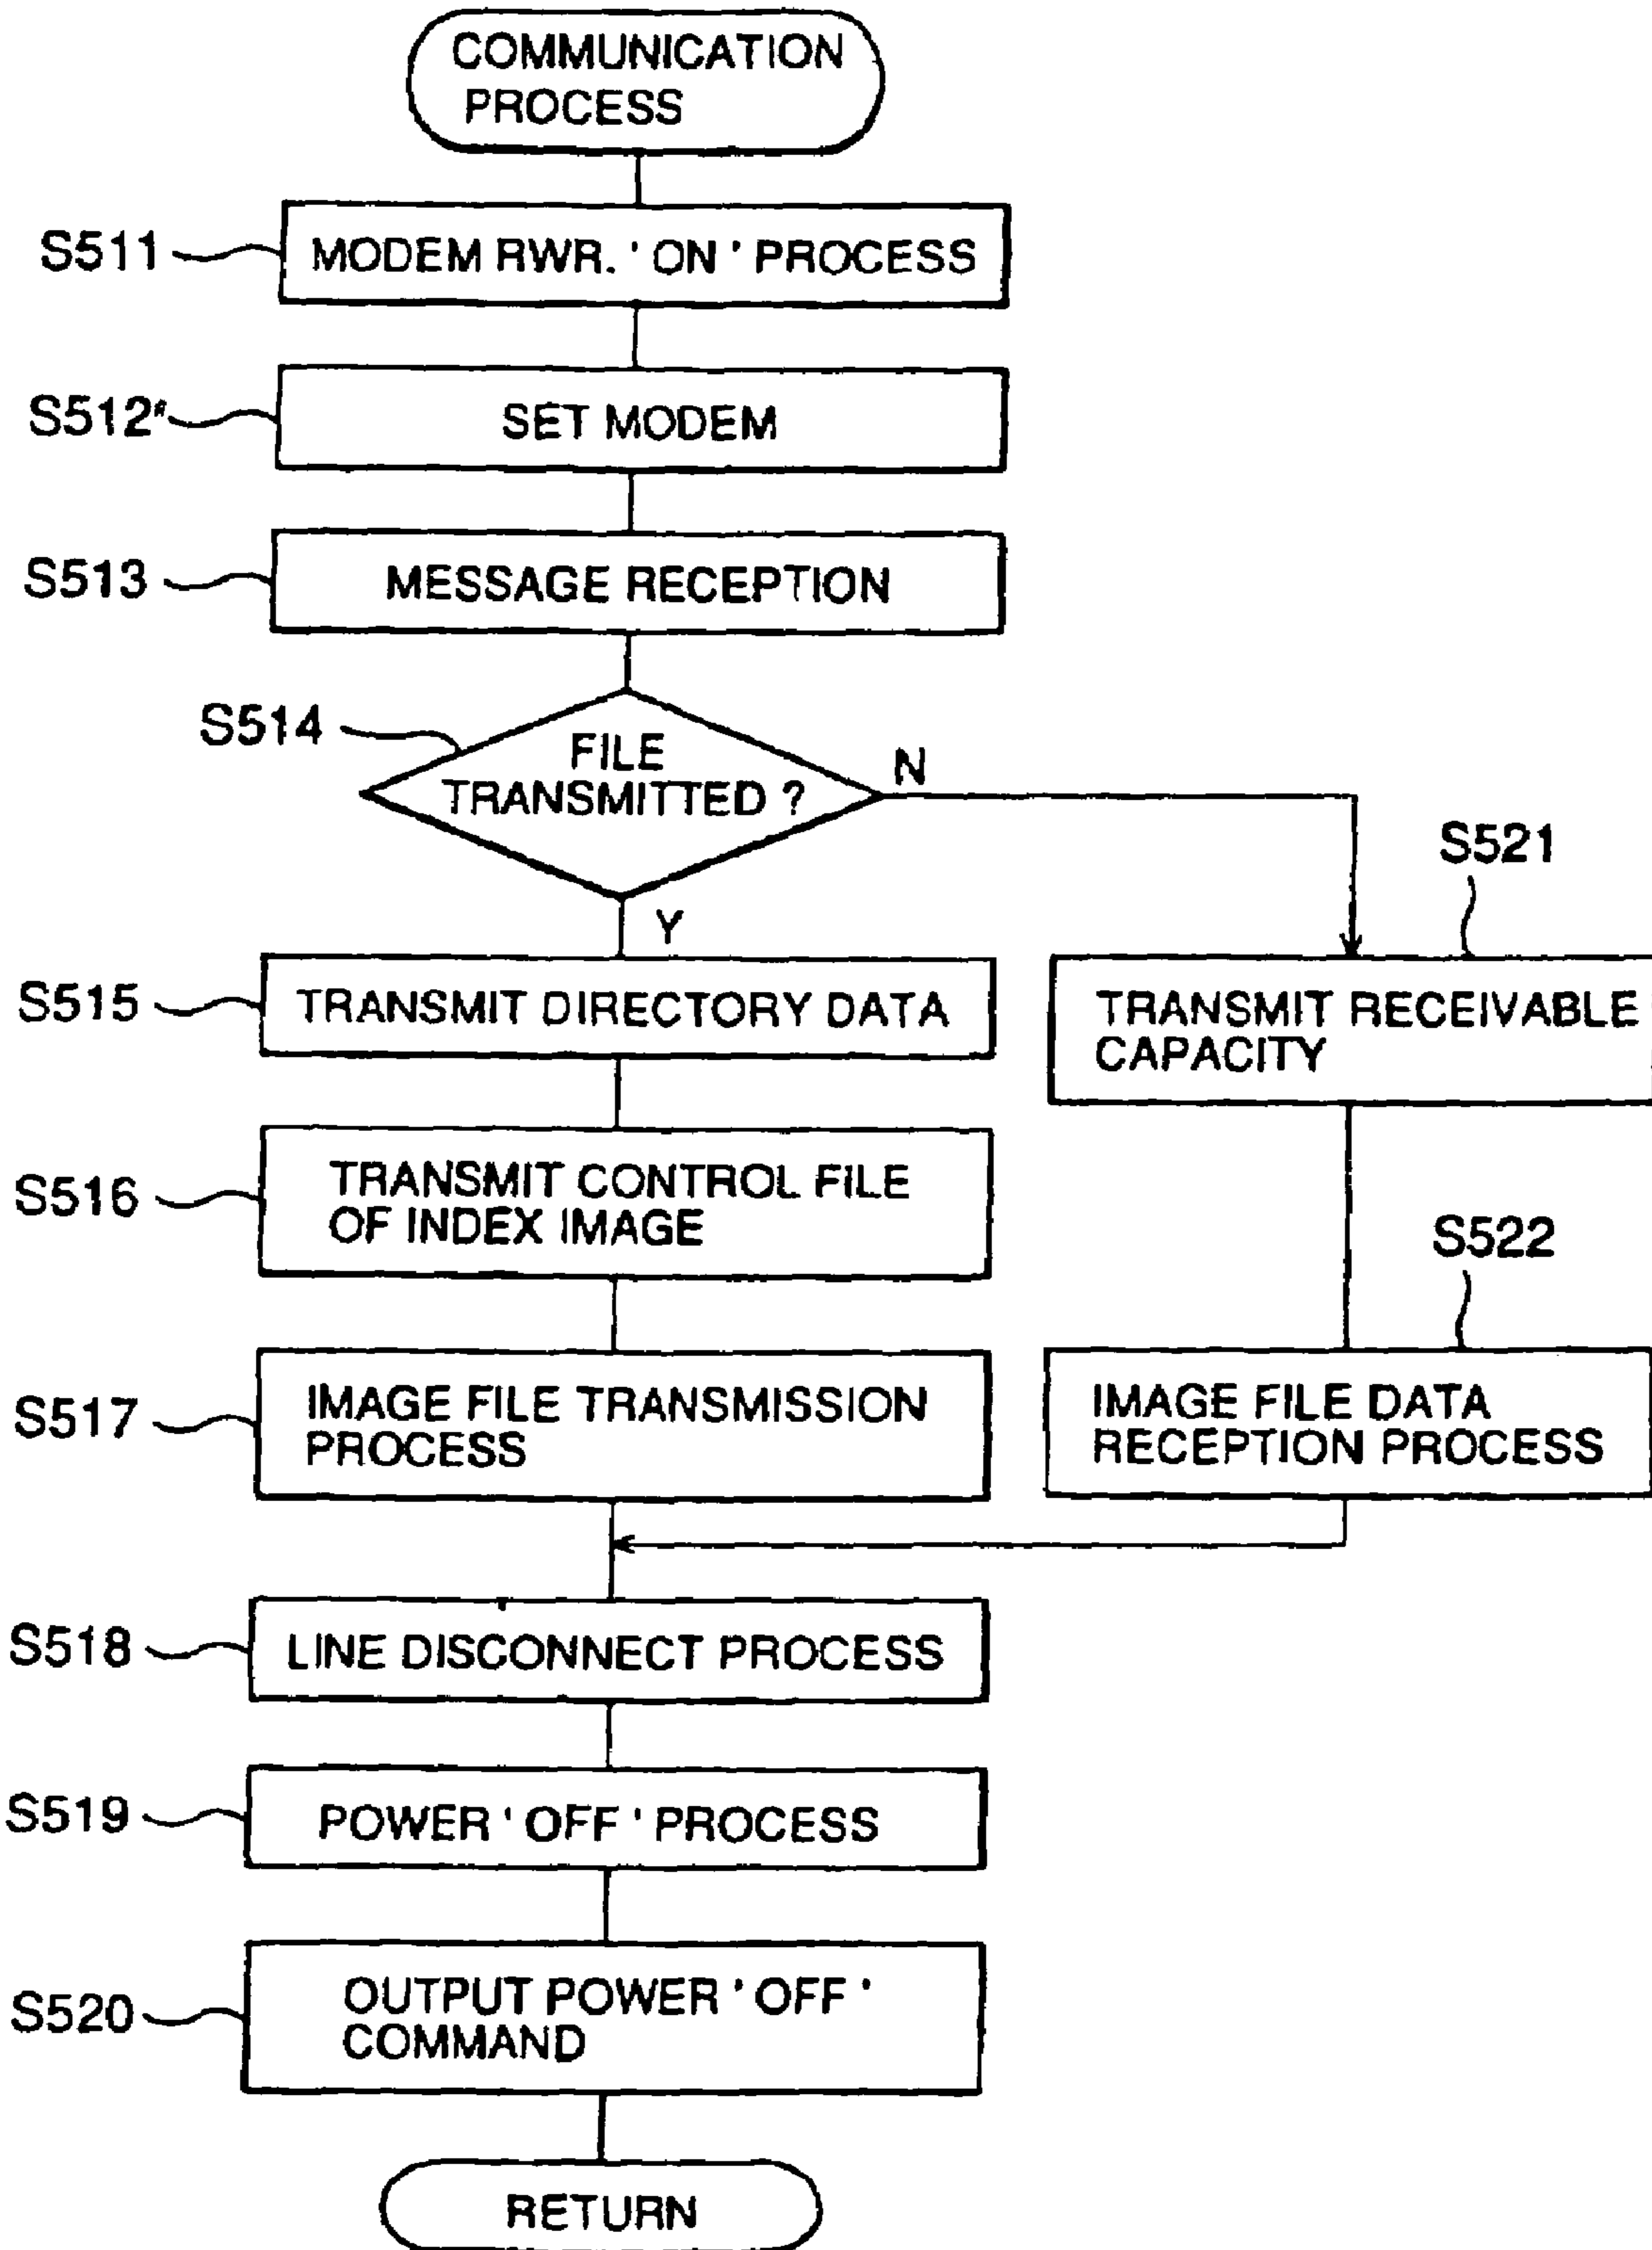 COMMUNICATION
PROCESS
S511
MODEM RWR. ' ON ' PROCESS
S512
SET MODEM
S513
MESSAGE RECEPTION
S514
FILE
TRANSMITTED ?
N
Y
S521
S515
TRANSMIT DIRECTORY DATA
TRANSMIT RECEIVABLE
CAPACITY
S516
TRANSMIT CONTROL FILE
OF INDEX IMAGE
S522
S517
IMAGE FILE TRANSMISSION
PROCESS
IMAGE FILE DATA
RECEPTION PROCESS
S518
LINE DISCONNECT PROCESS
S519
POWER ' OFF ' PROCESS
S520
OUTPUT POWER ' OFF '
COMMAND
RETURN